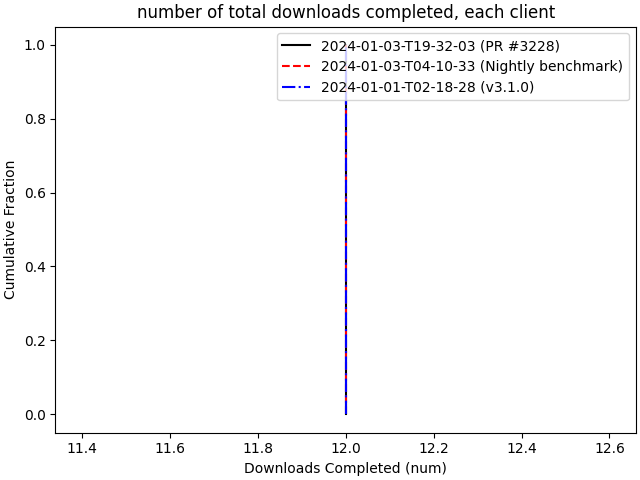 number of total downloads completed, each client
1.0
2024-01-03-T19-32-03 (PR #3228)
2024-01-03-T04-10-33 (Nightly benchmark)
2024-01-01-T02-18-28 (v3.1.0)
0.8
0.6
0.4
0.2
0.0
Cumulative Fraction
11.4 11.6 11.8 12.0 12.2 12.4 12.6
Downloads Completed (num)